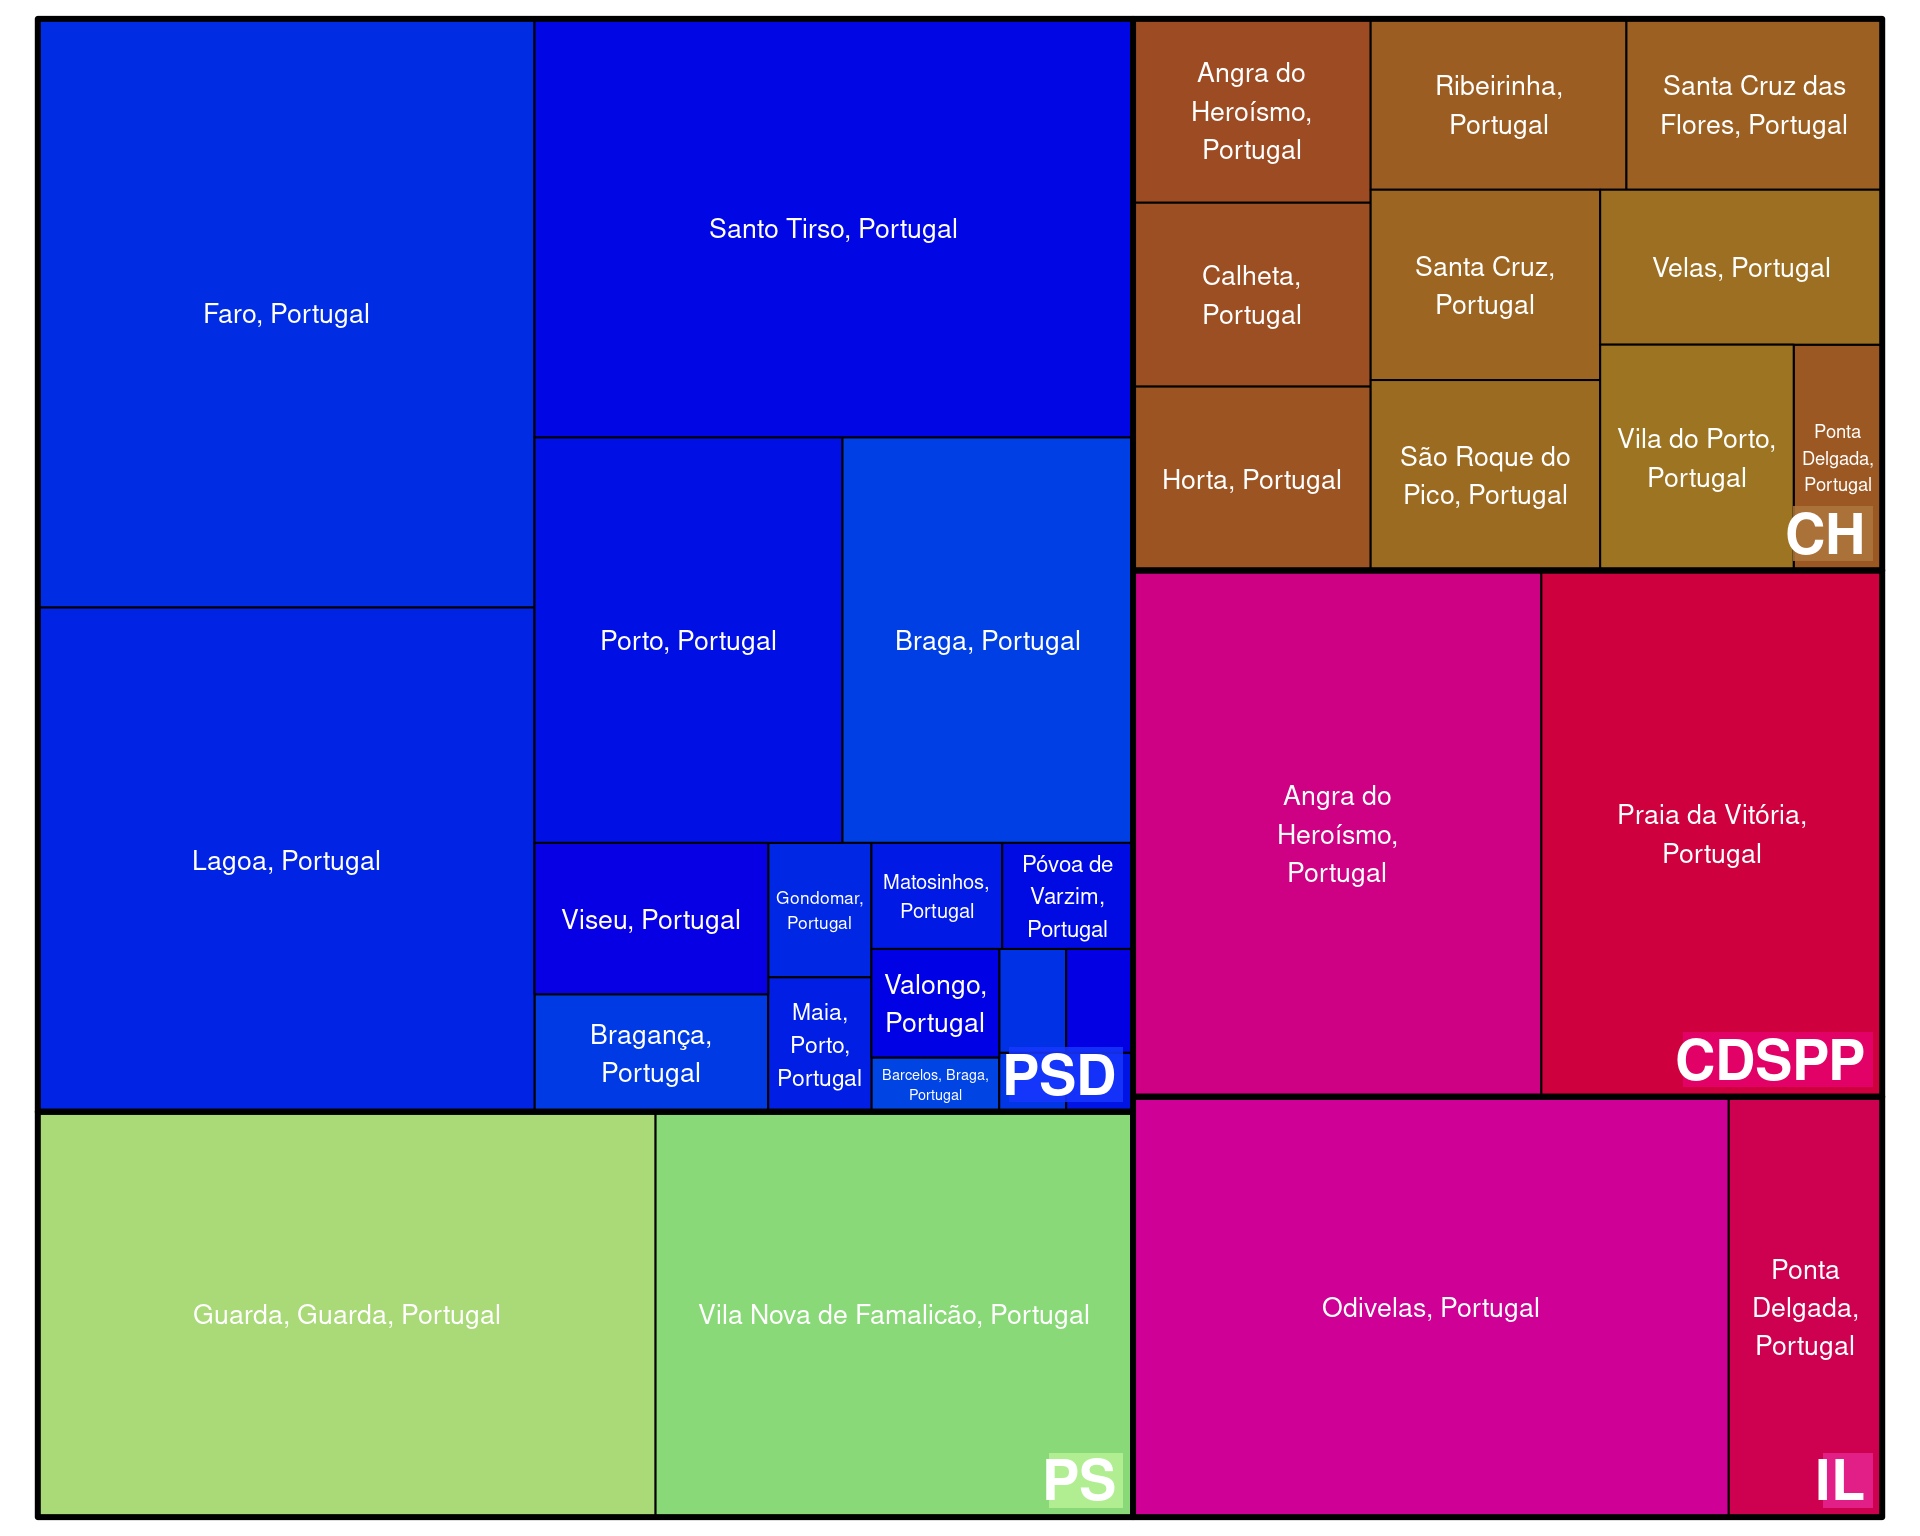 Faro, Portugal
Santo Tirso, Portugal
Lagoa, Portugal
Porto, Portugal
Braga, Portugal
Viseu, Portugal
Bragança,
Portugal
Gondomar,
Portugal
Maia,
Porto,
Portugal
Matosinhos,
Portugal
Póvoa de
Varzim,
Portugal
Valongo,
Portugal
Barcelos, Braga,
Portugal
PSD
Guarda, Guarda, Portugal
Vila Nova de Famalicão, Portugal
PS
Angra do
Heroísmo,
Portugal
Calheta,
Portugal
Horta, Portugal
Ribeirinha,
Portugal
Santa Cruz das
Flores, Portugal
Santa Cruz,
Portugal
Velas, Portugal
São Roque do
Pico, Portugal
Vila do Porto,
Portugal
Ponta
Delgada,
Portugal
CH
Angra do
Heroísmo,
Portugal
Praia da Vitória,
Portugal
CDSPP
Odivelas, Portugal
Ponta
Delgada,
Portugal
IL